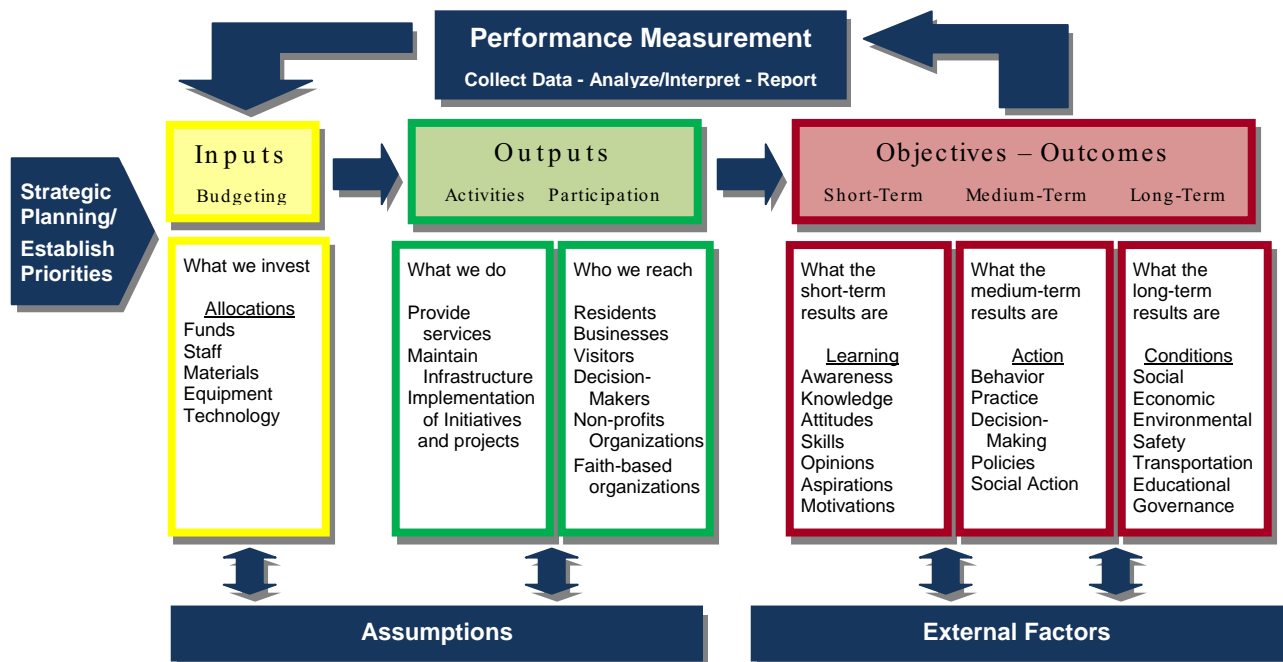 Performance Measurement
Collect Data - Analyze/Interpret - Report
Strategic
Planning/
Establish
Priorities
Inputs
Budgeting
Outputs
Activities Participation
Objectives – Outcomes
Short-Term Medium-Term Long-Term
What we invest
Allocations
Funds
Staff
Materials
Equipment
Technology
What we do
Provide
services
Maintain
Infrastructure
Implementation
of Initiatives
and projects
Who we reach
Residents
Businesses
Visitors
Decision-
Makers
Non-profits
Organizations
Faith-based
organizations
What the
short-term
results are
Learning
Awareness
Knowledge
Attitudes
Skills
Opinions
Aspirations
Motivations
What the
medium-term
results are
Action
Behavior
Practice
Decision-
Making
Policies
Social Action
What the
long-term
results are
Conditions
Social
Economic
Environmental
Safety
Transportation
Educational
Governance
Assumptions
External Factors